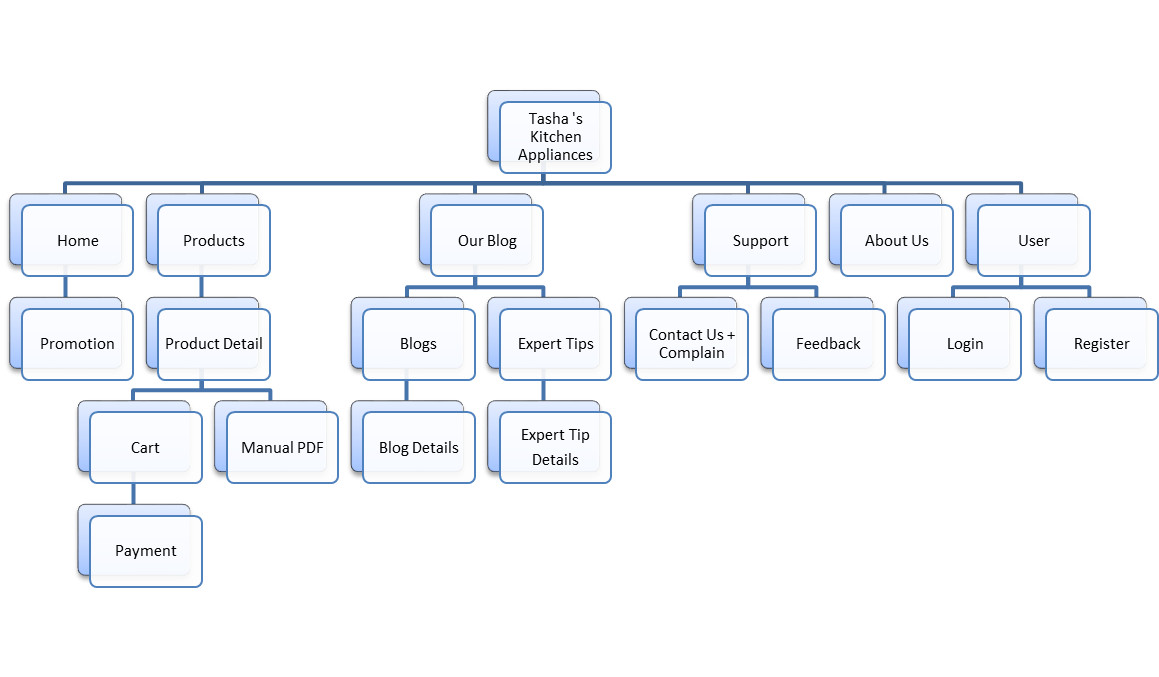 Tasha 's
Kitchen
Appliances
Home
Products
Our Blog
Support
About Us
User
Promotion
Product Detail
Blogs
Expert Tips
Contact Us +
Complain
Feedback
Login
Register
Cart
Manual PDF
Blog Details
Expert Tip
Details
Payment